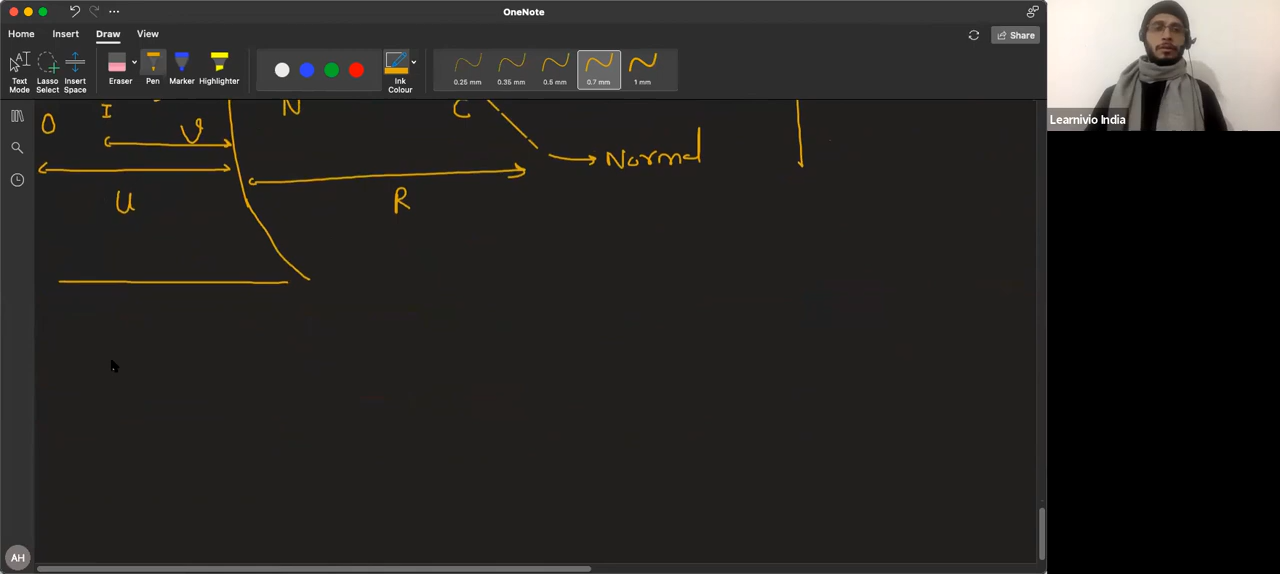 OneNote
Home Insert Draw View
Share
Text Mode
Lasso Select
Insert Space
Eraser
Pen
Marker
Highlighter
Ink Colour
0.25 mm
0.35 mm
0.5 mm
0.7 mm
1 mm
Learnivio India
O I N C
V
Normal
U
R
AH